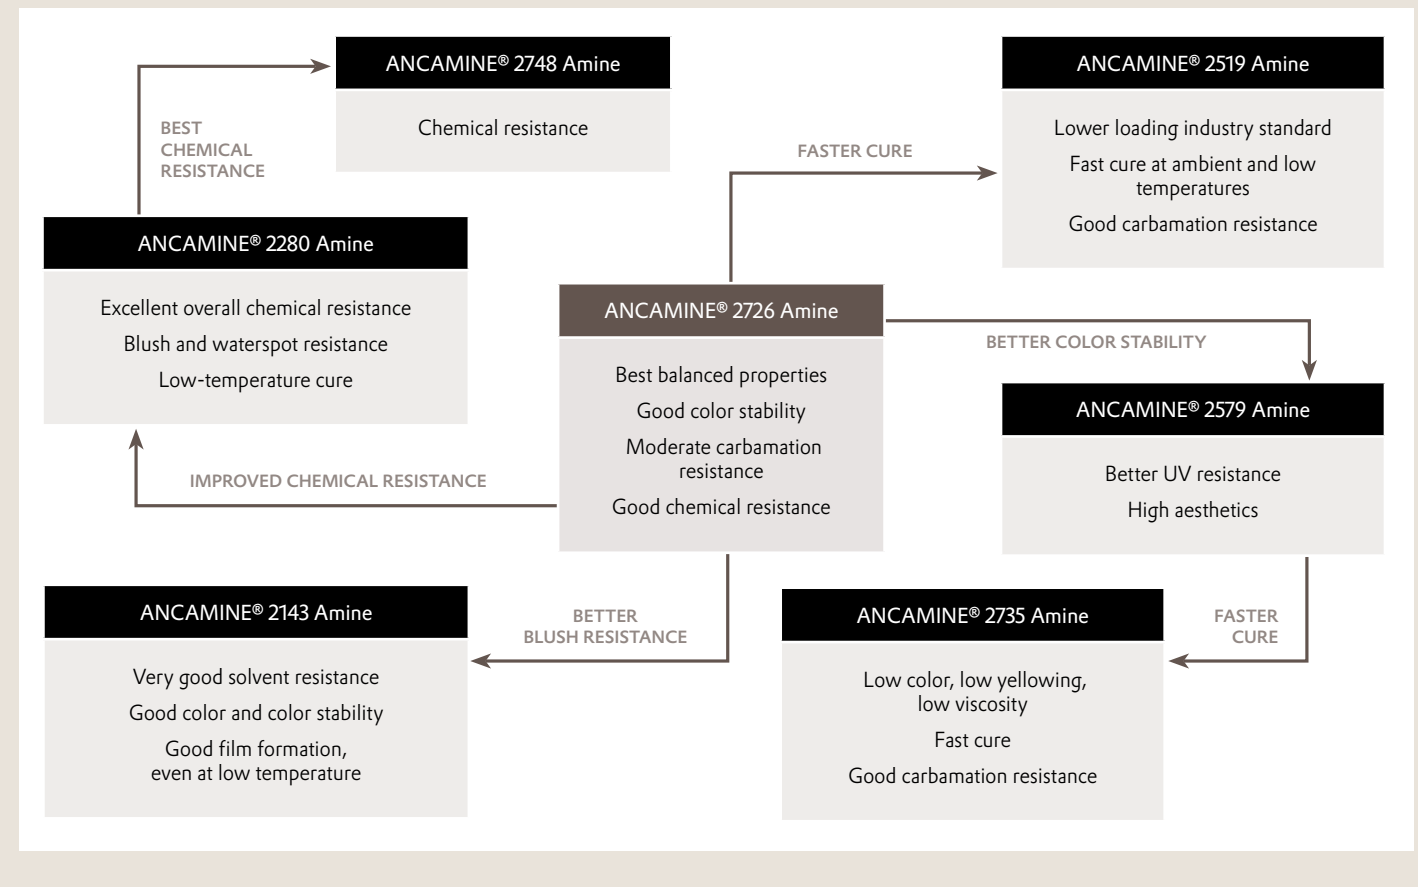 ANCAMINE® 2748 Amine
Chemical resistance
BEST
CHEMICAL
RESISTANCE
ANCAMINE® 2519 Amine
Lower loading industry standard
Fast cure at ambient and low
temperatures
Good carbamation resistance
FASTER CURE
ANCAMINE® 2280 Amine
Excellent overall chemical resistance
Blush and waterspot resistance
Low-temperature cure
ANCAMINE® 2726 Amine
Best balanced properties
Good color stability
Moderate carbamation
resistance
Good chemical resistance
BETTER COLOR STABILITY
ANCAMINE® 2579 Amine
Better UV resistance
High aesthetics
IMPROVED CHEMICAL RESISTANCE
ANCAMINE® 2143 Amine
Very good solvent resistance
Good color and color stability
Good film formation,
even at low temperature
BETTER
BLUSH RESISTANCE
ANCAMINE® 2735 Amine
Low color, low yellowing,
low viscosity
Fast cure
Good carbamation resistance
FASTER
CURE